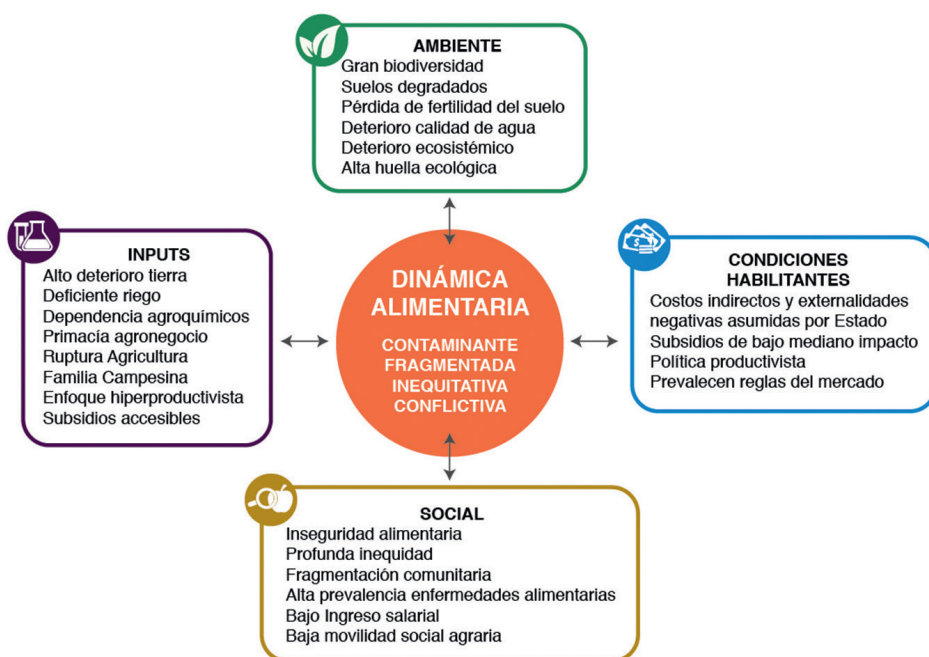 AMBIENTE
Gran biodiversidad
Suelos degradados
Pérdida de fertilidad del suelo
Deterioro calidad de agua
Deterioro ecosistémico
Alta huella ecológica
INPUTS
Alto deterioro tierra
Deficiente riego
Dependencia agroquímicos
Primacía agronegocio
Ruptura Agricultura
Familia Campesina
Enfoque hiperproductivista
Subsidios accesibles
DINÁMICA
ALIMENTARIA
CONTAMINANTE
FRAGMENTADA
INEQUITATIVA
CONFLICTIVA
$
CONDICIONES
HABILITANTES
Costos indirectos y externalidades
negativas asumidas por Estado
Subsidios de bajo mediano impacto
Política productivista
Prevalecen reglas del mercado
SOCIAL
Inseguridad alimentaria
Profunda inequidad
Fragmentación comunitaria
Alta prevalencia enfermedades alimentarias
Bajo Ingreso salarial
Baja movilidad social agraria